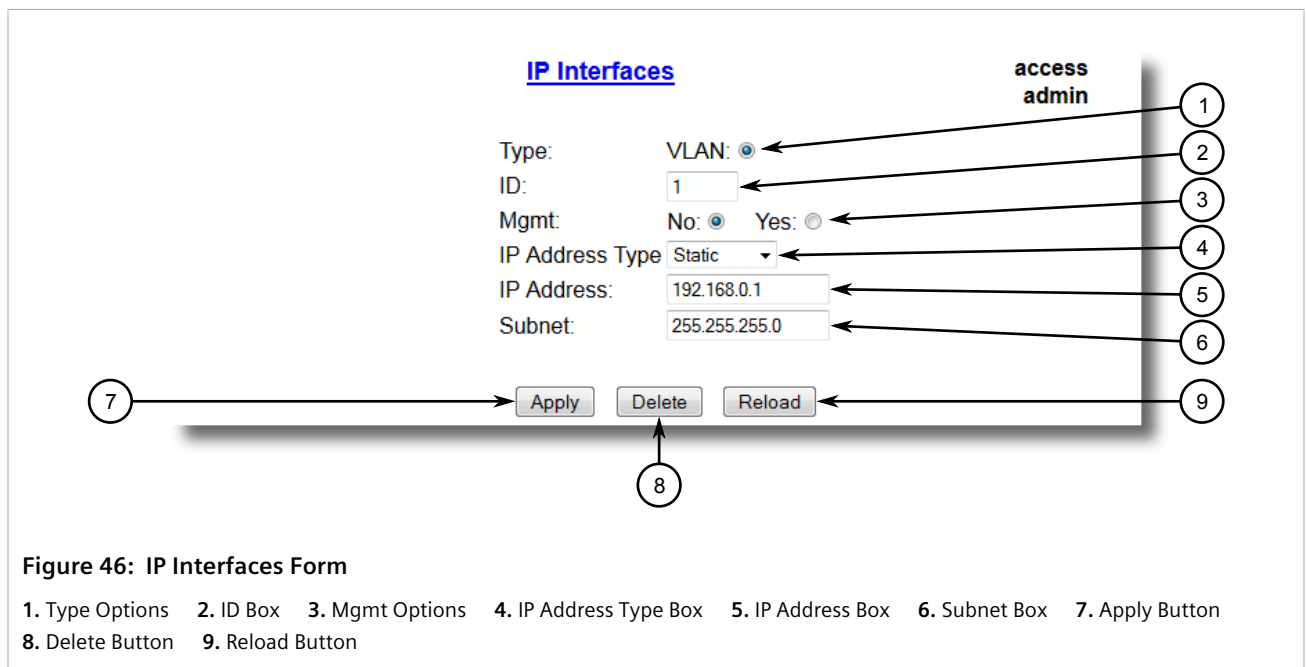 IP Interfaces access
admin
1
Type: VLAN:
2
ID: 1
3
Mgmt: No: Yes:
4
IP Address Type Static
5
IP Address: 192.168.0.1
Subnet: 255.255.255.0
6
7 Apply Delete Reload 9
8
Figure 46: IP Interfaces Form
1. Type Options 2. ID Box 3. Mgmt Options 4. IP Address Type Box 5. IP Address Box 6. Subnet Box 7. Apply Button
8. Delete Button 9. Reload Button